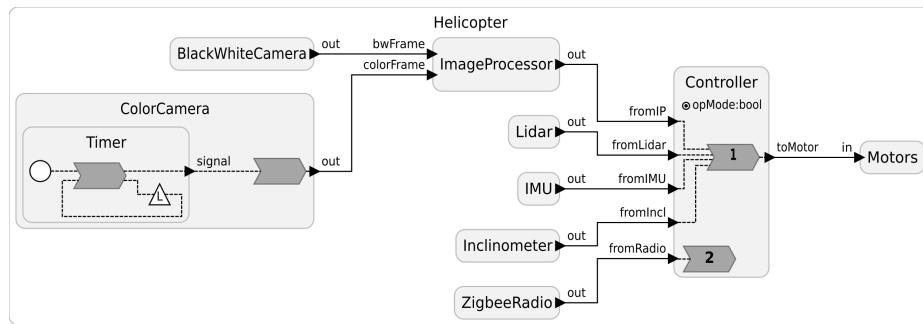 Helicopter
BlackWhiteCamera
out
bwFrame
colorFrame
ImageProcessor
out
ColorCamera
Timer
L
signal
out
Lidar
out
IMU
out
Inclinometer
out
ZigbeeRadio
out
Controller
opMode:bool
fromIP
fromLidar
fromIMU
fromIncl
fromRadio
1
2
toMotor
in
Motors